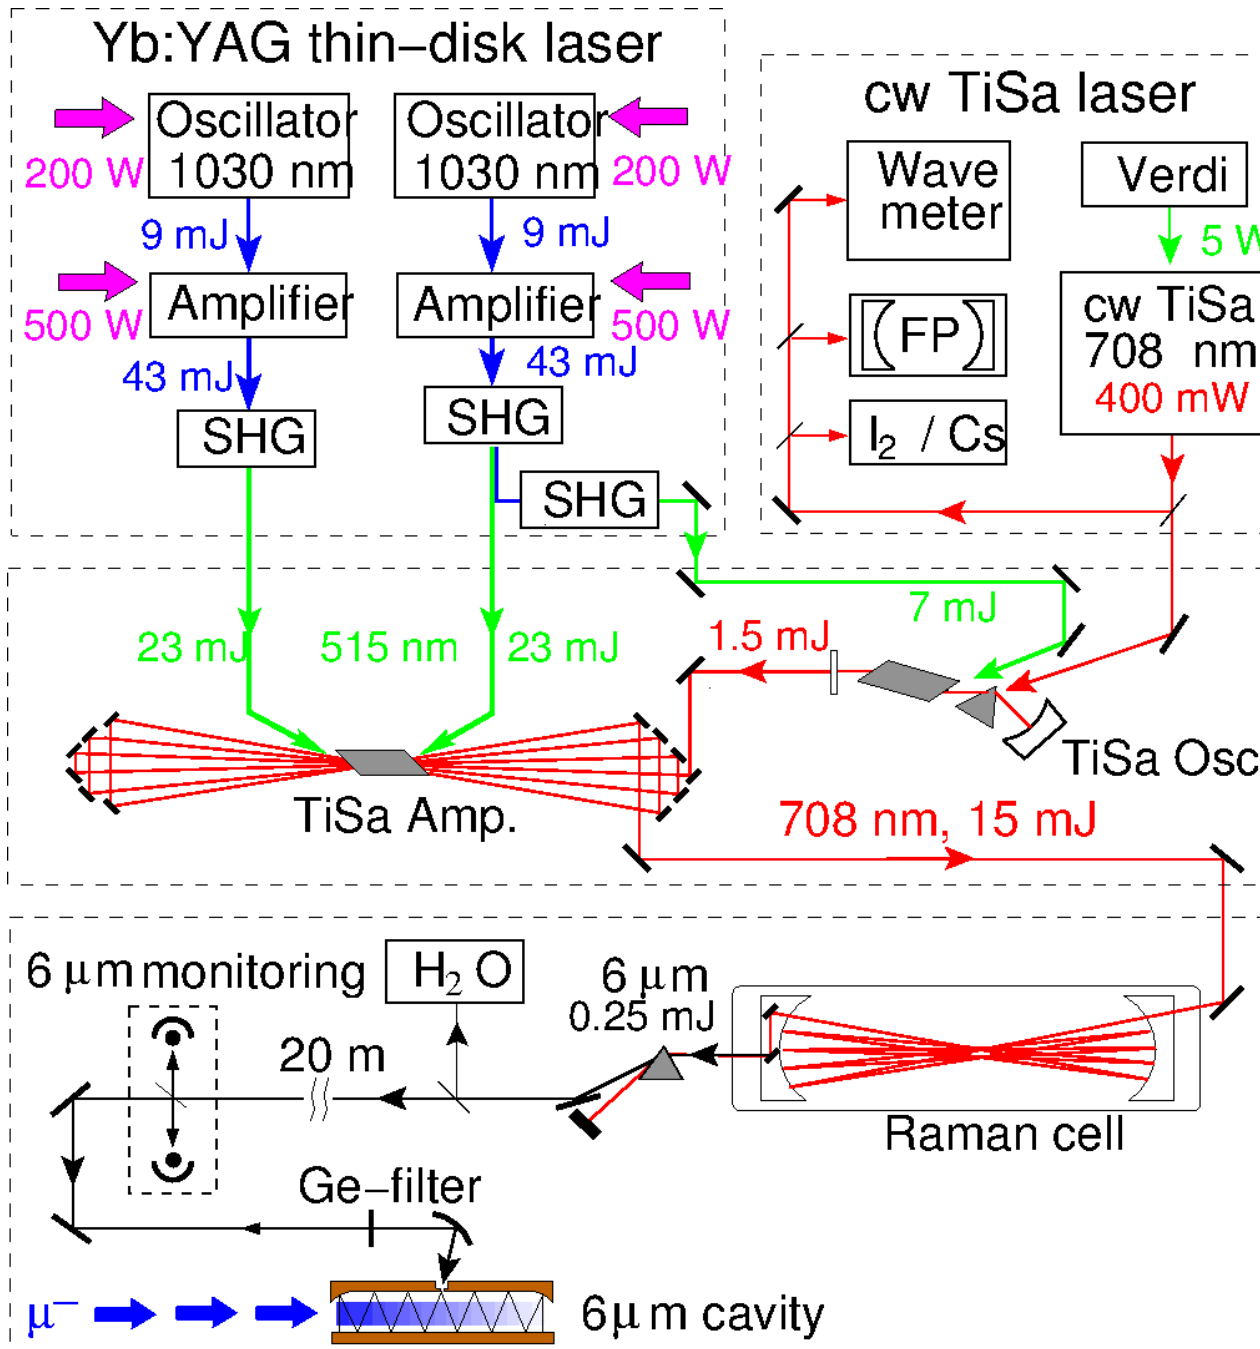 Yb:YAG thin−disk laser
Oscillator
1030 nm
200 W
9 mJ
Amplifier
500 W
43 mJ
SHG
Oscillator
1030 nm
200 W
9 mJ
Amplifier
500 W
43 mJ
SHG
SHG
cw TiSa laser
Wave
meter
FP
I2 / Cs
Verdi
5 W
cw TiSa
708 nm
400 mW
23 mJ
515 nm
23 mJ
7 mJ
1.5 mJ
TiSa Osc
TiSa Amp.
708 nm, 15 mJ
6 μm monitoring
H2O
20 m
6 μm
0.25 mJ
Raman cell
Ge−filter
μ−
6μm cavity